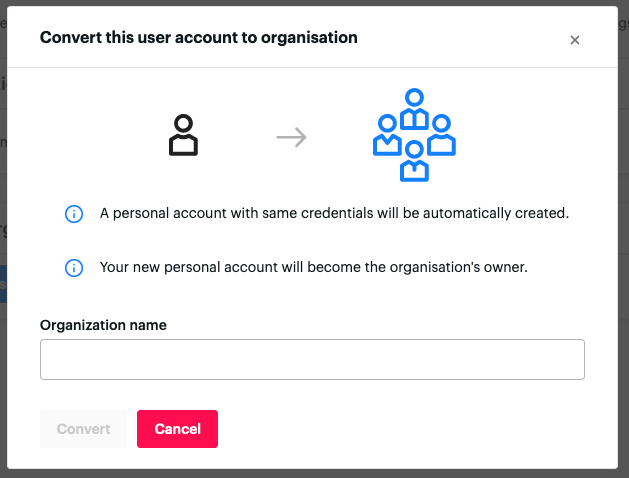 Convert this user account to organisation
×
A personal account with same credentials will be automatically created.
Your new personal account will become the organisation's owner.
Organization name
Convert
Cancel